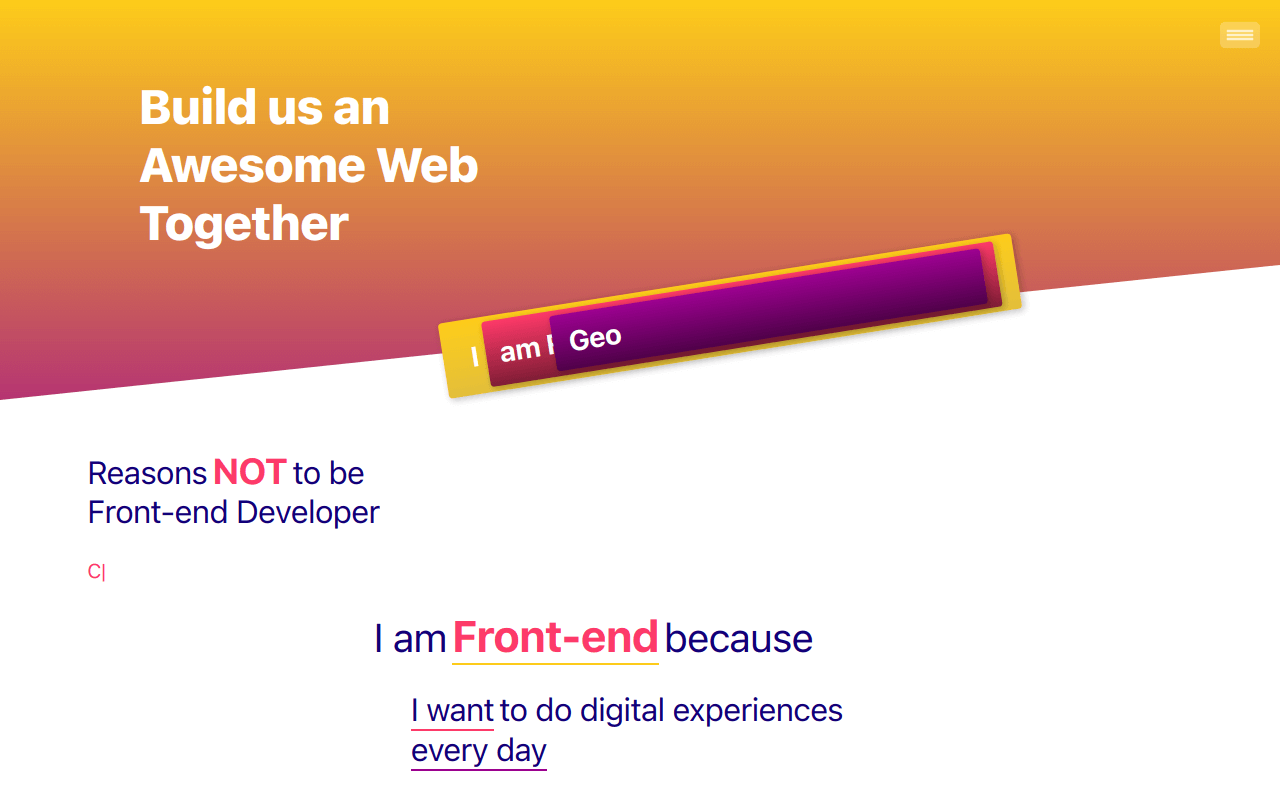 Build us an
Awesome Web
Together
I am Geo
Reasons NOT to be
Front-end Developer
C|
I am Front-end because
I want to do digital experiences
every day